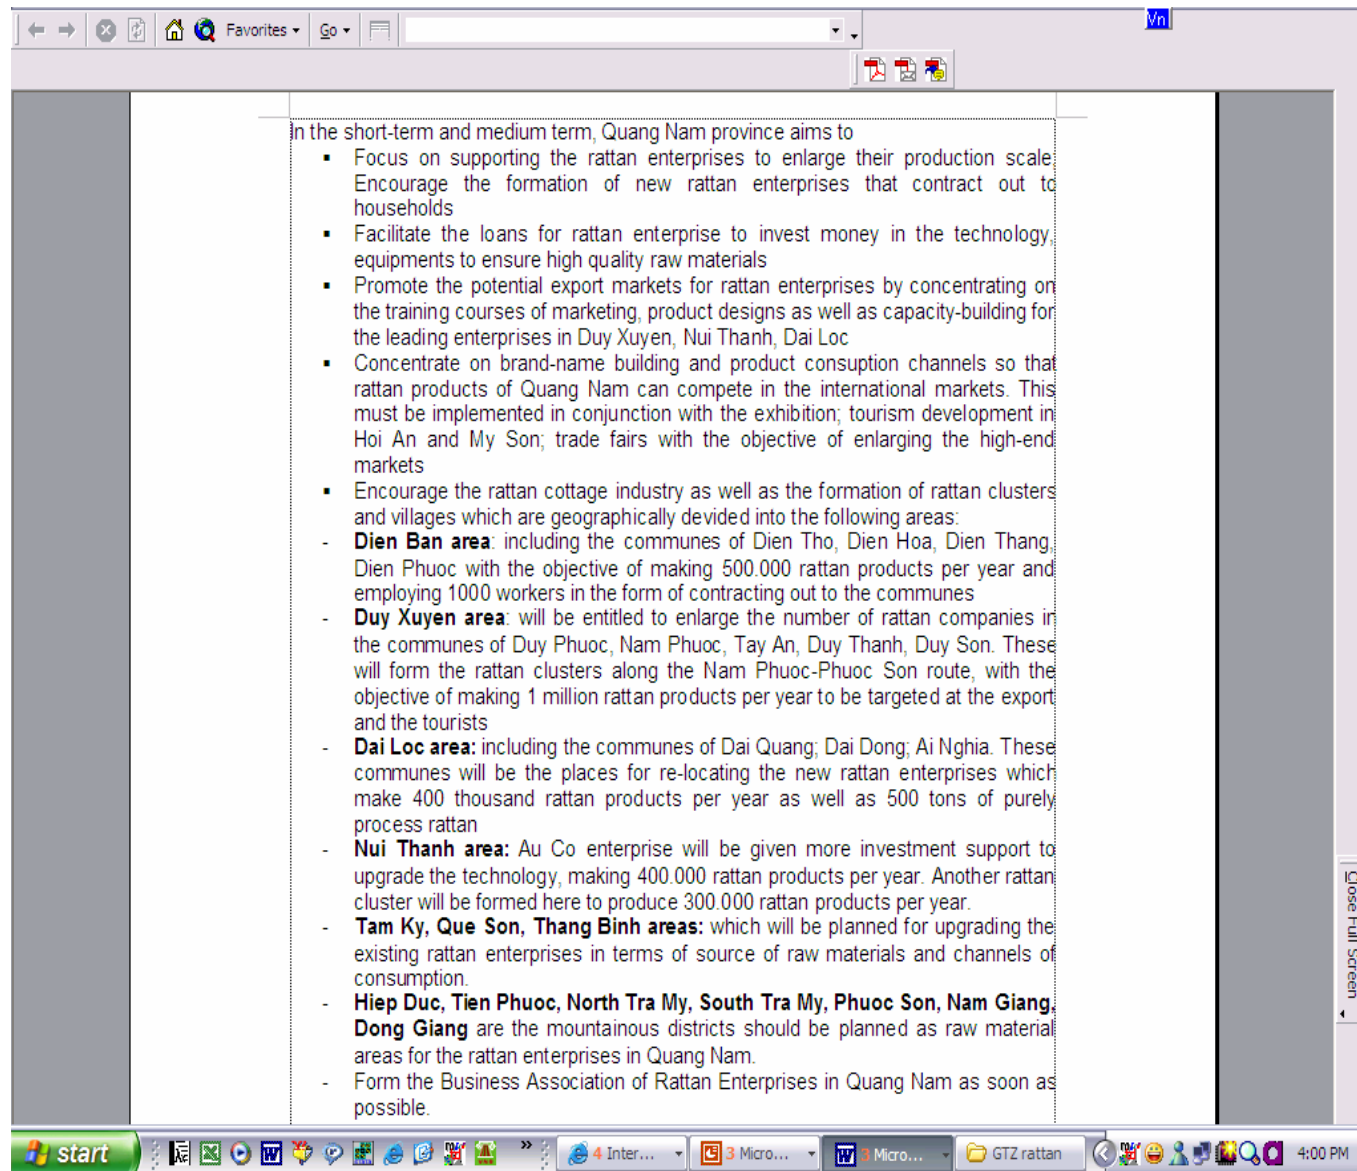 Favorites
Go
Vn
In the short-term and medium term, Quang Nam province aims to
▪ Focus on supporting the rattan enterprises to enlarge their production scale;
Encourage the formation of new rattan enterprises that contract out to
households
▪ Facilitate the loans for rattan enterprise to invest money in the technology,
equipments to ensure high quality raw materials
▪ Promote the potential export markets for rattan enterprises by concentrating on
the training courses of marketing, product designs as well as capacity-building for
the leading enterprises in Duy Xuyen, Nui Thanh, Dai Loc
▪ Concentrate on brand-name building and product consuption channels so that
rattan products of Quang Nam can compete in the international markets. This
must be implemented in conjunction with the exhibition; tourism development in
Hoi An and My Son; trade fairs with the objective of enlarging the high-end
markets
▪ Encourage the rattan cottage industry as well as the formation of rattan clusters
and villages which are geographically devided into the following areas:
- Dien Ban area: including the communes of Dien Tho, Dien Hoa, Dien Thang,
Dien Phuoc with the objective of making 500.000 rattan products per year and
employing 1000 workers in the form of contracting out to the communes
- Duy Xuyen area: will be entitled to enlarge the number of rattan companies in
the communes of Duy Phuoc, Nam Phuoc, Tay An, Duy Thanh, Duy Son. These
will form the rattan clusters along the Nam Phuoc-Phuoc Son route, with the
objective of making 1 million rattan products per year to be targeted at the export
and the tourists
- Dai Loc area: including the communes of Dai Quang; Dai Dong; Ai Nghia. These
communes will be the places for re-locating the new rattan enterprises which
make 400 thousand rattan products per year as well as 500 tons of purely
process rattan
- Nui Thanh area: Au Co enterprise will be given more investment support to
upgrade the technology, making 400.000 rattan products per year. Another rattan
cluster will be formed here to produce 300.000 rattan products per year.
- Tam Ky, Que Son, Thang Binh areas: which will be planned for upgrading the
existing rattan enterprises in terms of source of raw materials and channels of
consumption.
- Hiep Duc, Tien Phuoc, North Tra My, South Tra My, Phuoc Son, Nam Giang,
Dong Giang are the mountainous districts should be planned as raw material
areas for the rattan enterprises in Quang Nam.
- Form the Business Association of Rattan Enterprises in Quang Nam as soon as
possible.
Close Full Screen
start
4 Inter...
3 Micro...
3 Micro...
GTZ rattan
4:00 PM